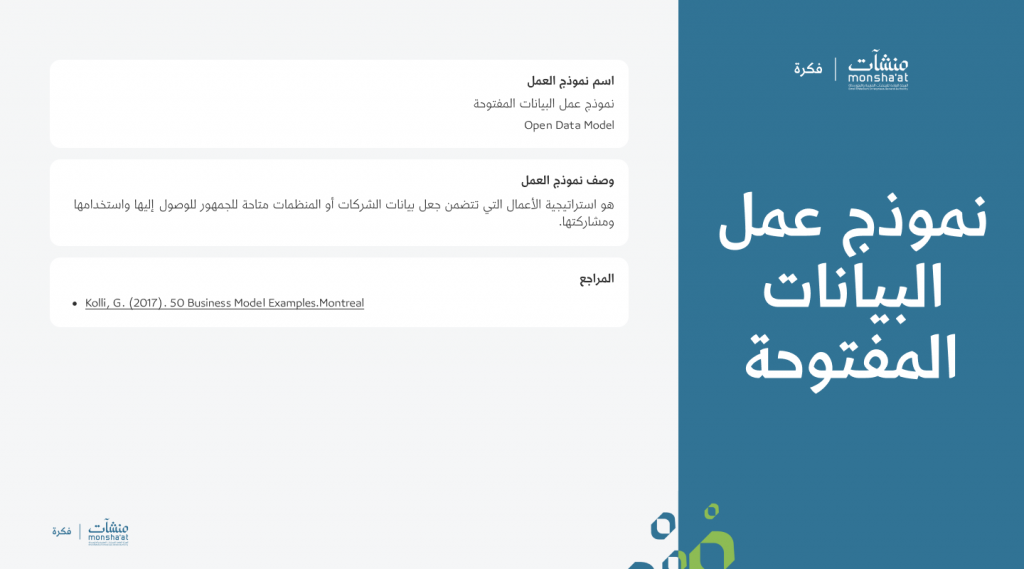 فكرة
منشآت
monsha'at
نموذج عمل
البيانات
المفتوحة
اسم نموذج العمل
نموذج عمل البيانات المفتوحة
Open Data Model
وصف نموذج العمل
هو استراتيجية الأعمال التي تتضمن جعل بيانات الشركات أو المنظمات متاحة للجمهور للوصول إليها واستخدامها
ومشاركتها.
المراجع
• Kolli, G. (2017). 50 Business Model Examples.Montreal
فكرة
منشآت
monsha'at